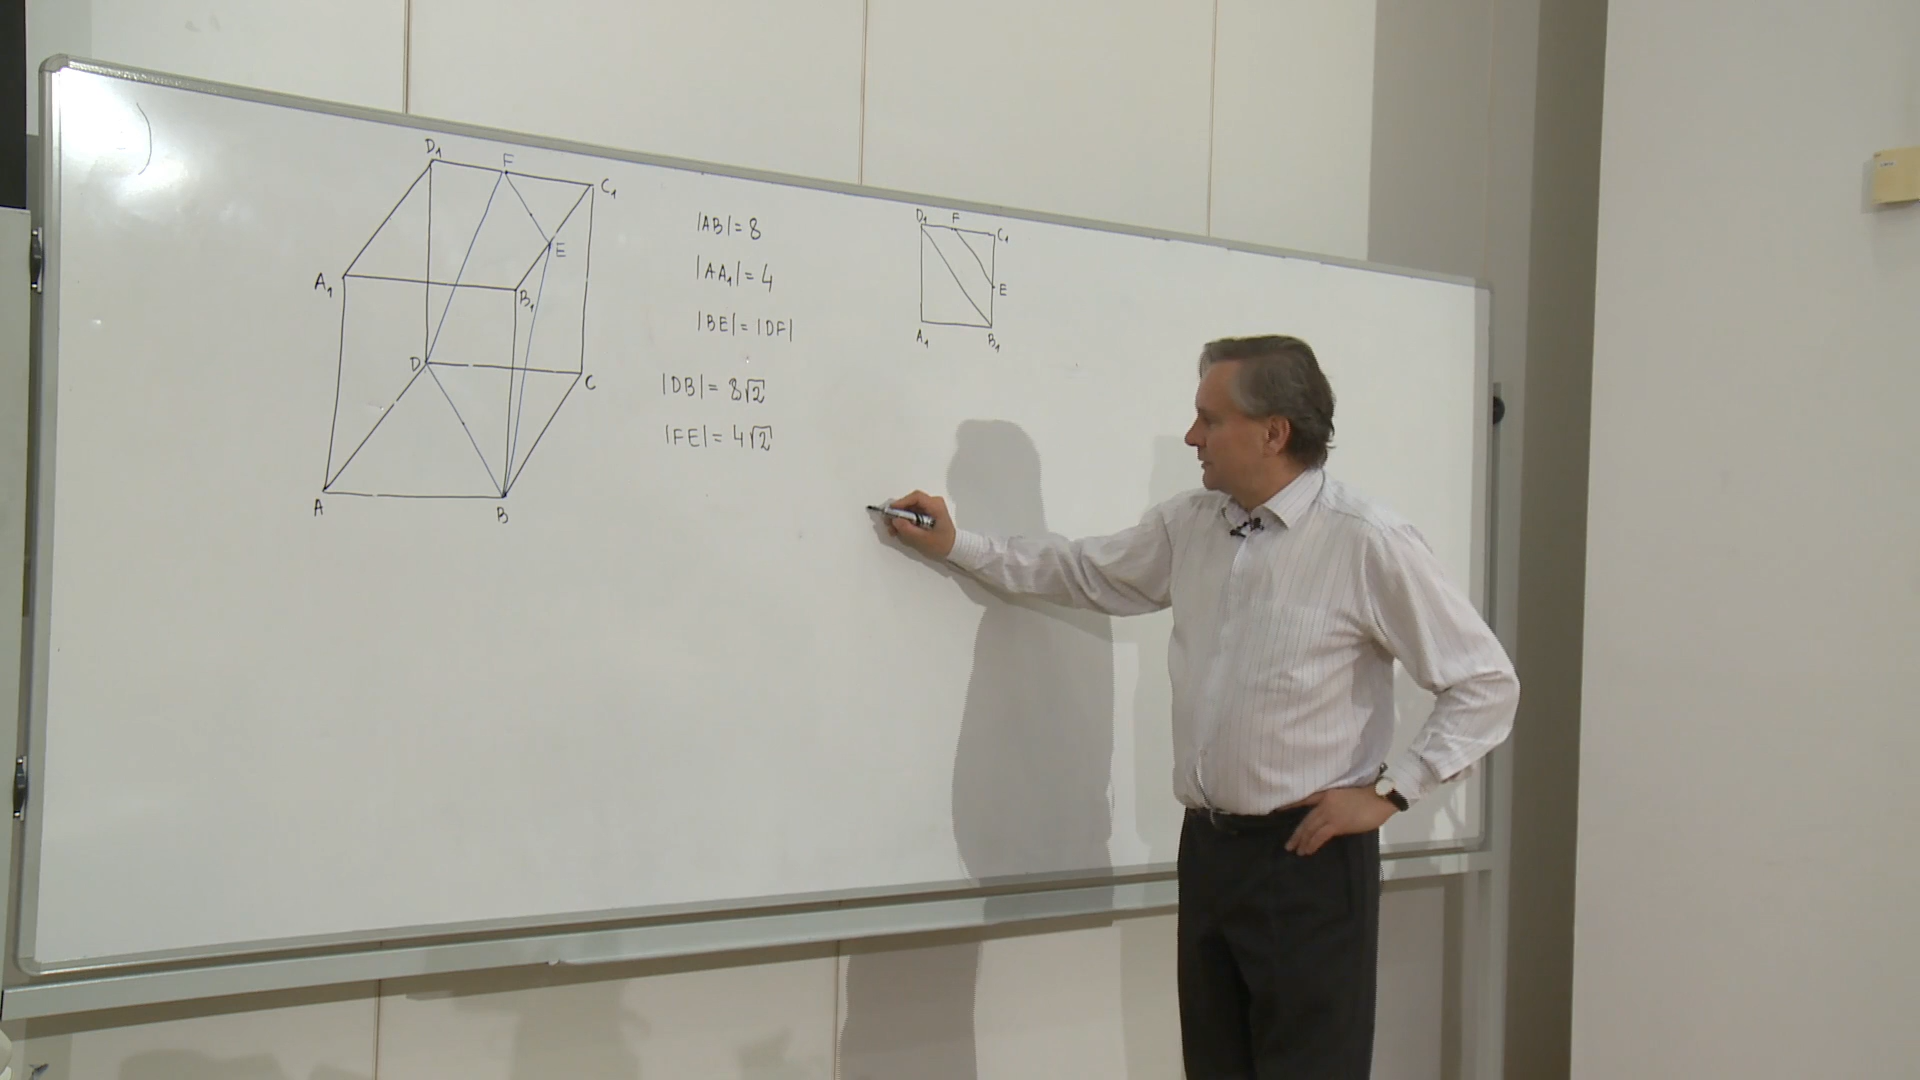 )
D₁ F C₁
E
A₁ B₁
D C
A B
|AB| = 8
|AA₁| = 4
|BE| = |DF|
|DB| = 8√2
|FE| = 4√2
D₁ F C₁
E
A₁ B₁